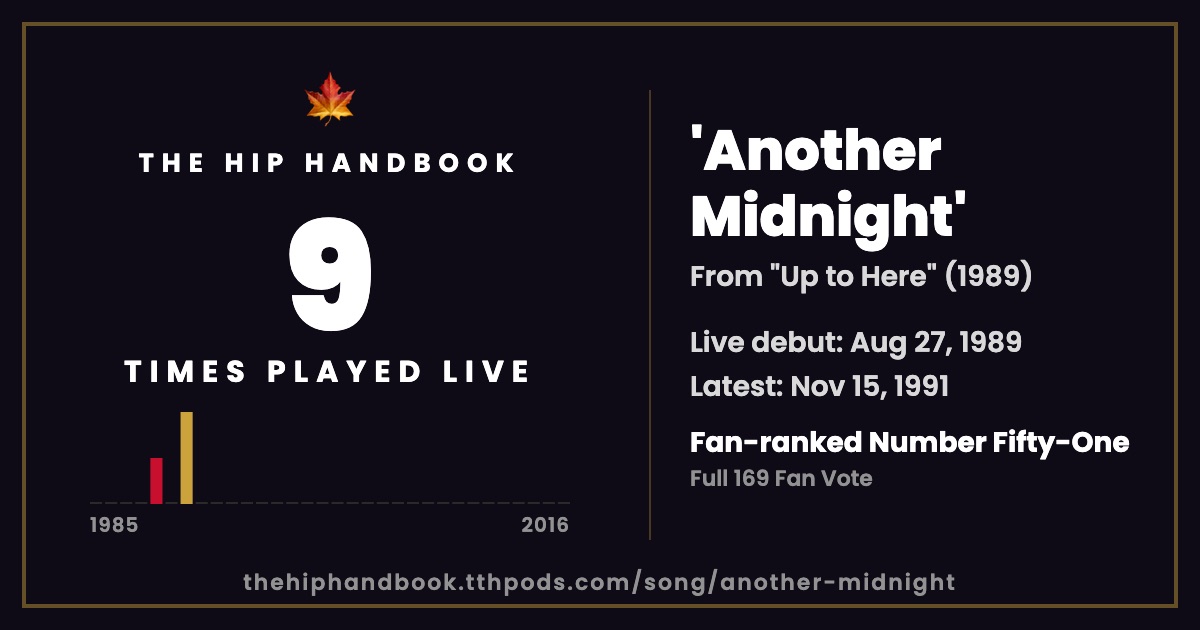 THE HIP HANDBOOK
9
TIMES PLAYED LIVE
1985
2016
'Another
Midnight'
From "Up to Here" (1989)
Live debut: Aug 27, 1989
Latest: Nov 15, 1991
Fan-ranked Number Fifty-One
Full 169 Fan Vote
thehiphandbook.tthpods.com/song/another-midnight